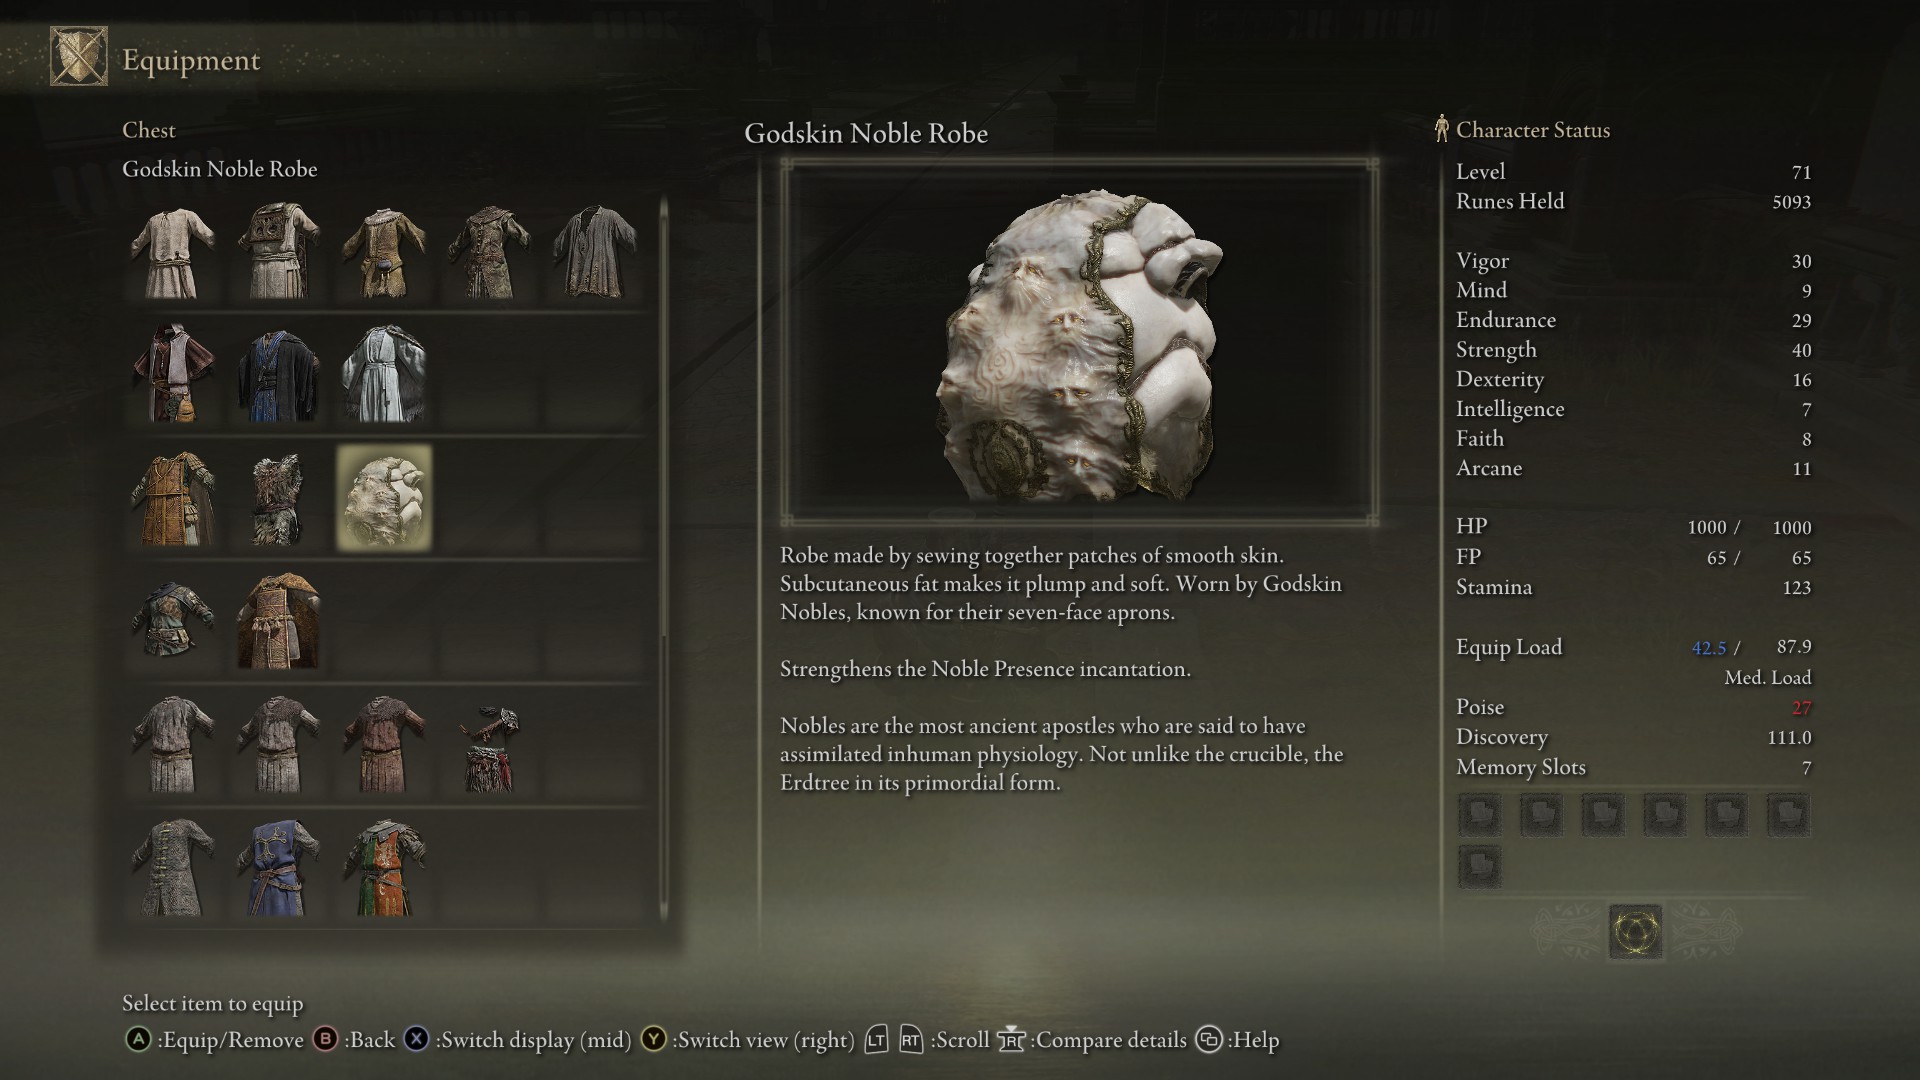 Equipment
Chest
Godskin Noble Robe
Godskin Noble Robe
Robe made by sewing together patches of smooth skin.
Subcutaneous fat makes it plump and soft. Worn by Godskin
Nobles, known for their seven-face aprons.
Strengthens the Noble Presence incantation.
Nobles are the most ancient apostles who are said to have
assimilated inhuman physiology. Not unlike the crucible, the
Erdtree in its primordial form.
Character Status
Level 71
Runes Held 5093
Vigor 30
Mind 9
Endurance 29
Strength 40
Dexterity 16
Intelligence 7
Faith 8
Arcane 11
HP 1000 / 1000
FP 65 / 65
Stamina 123
Equip Load 42.5 / 87.9
Med. Load
Poise 27
Discovery 111.0
Memory Slots 7
Select item to equip
A :Equip/Remove B :Back X :Switch display (mid) Y :Switch view (right) LT RT :Scroll R :Compare details :Help